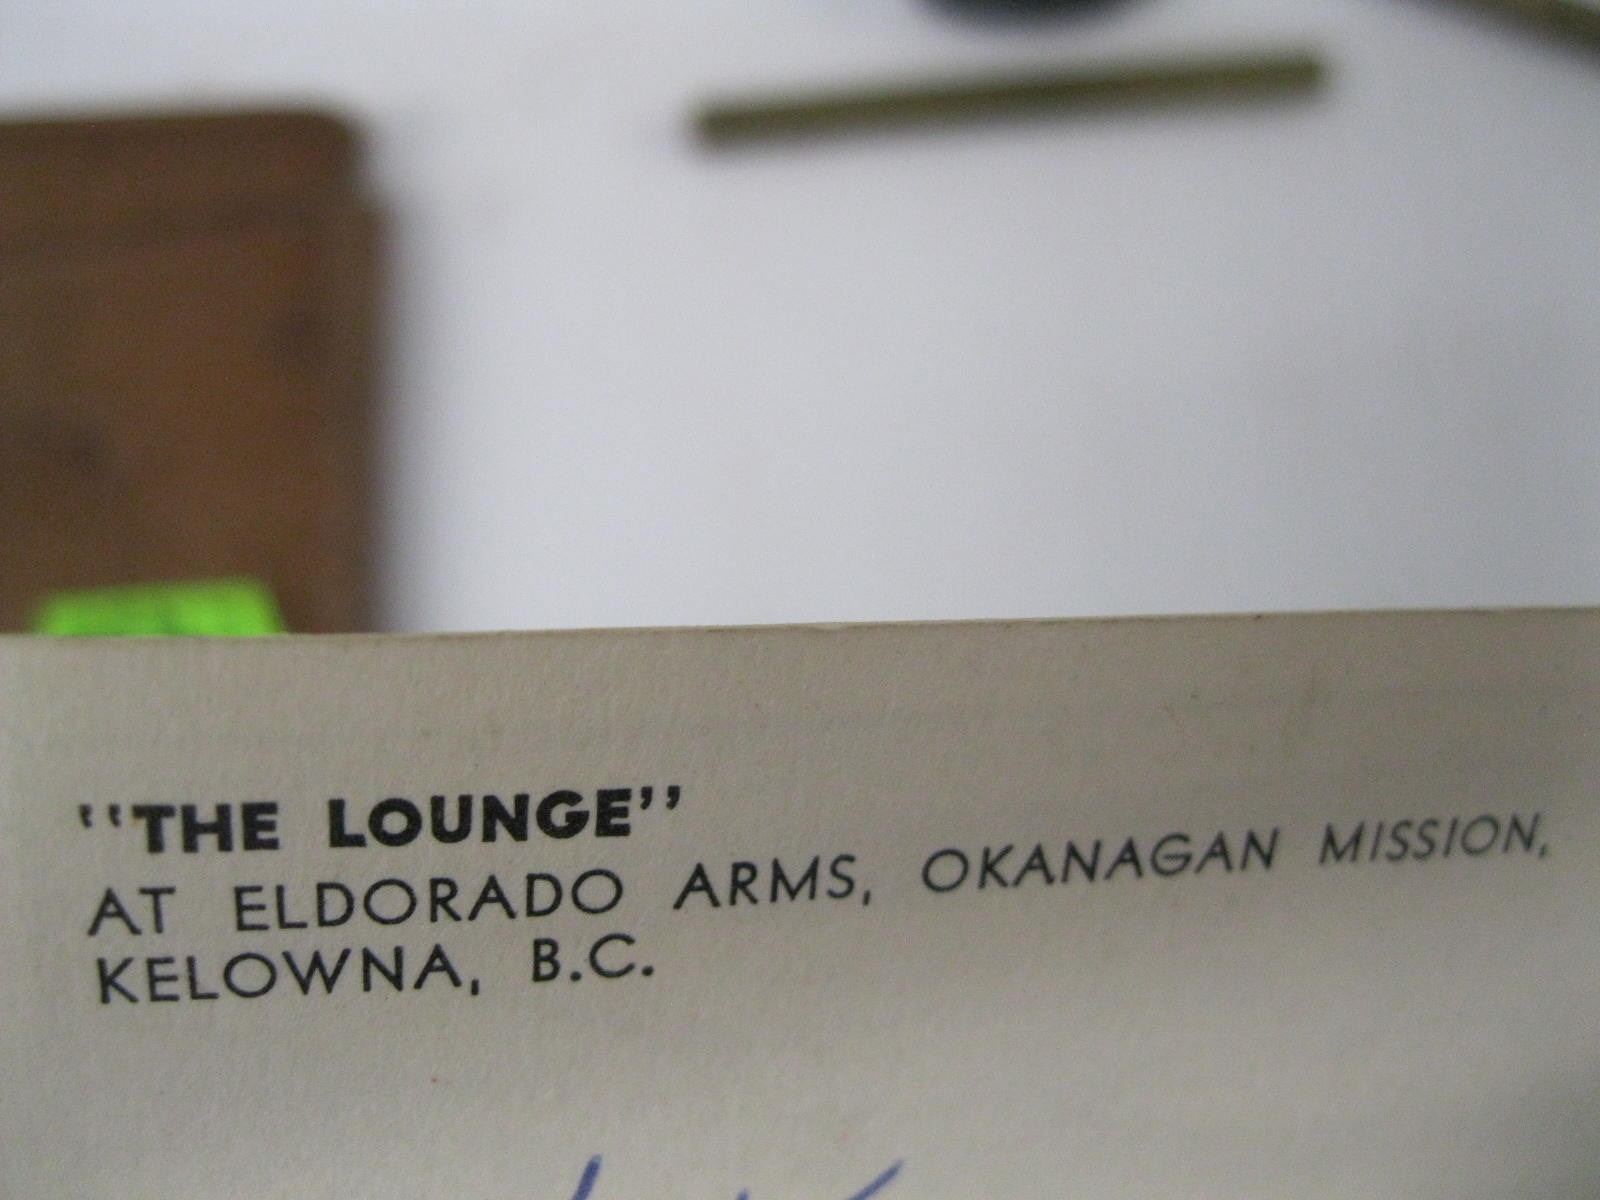 "THE LOUNGE"
AT ELDORADO ARMS, OKANAGAN MISSION,
KELOWNA, B.C.